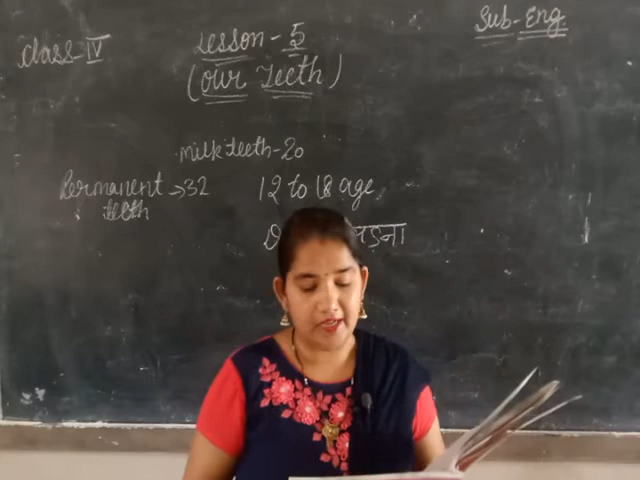 Class-IV
Lesson-5
Sub-Eng
(Our Teeth)
milk teeth-20
Permanent → 32
teeth
12 to 18 age